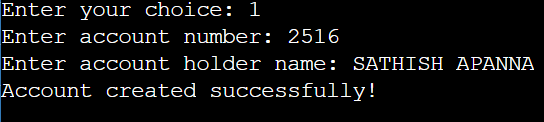 Enter your choice: 1
Enter account number: 2516
Enter account holder name: SATHISH APANNA
Account created successfully!